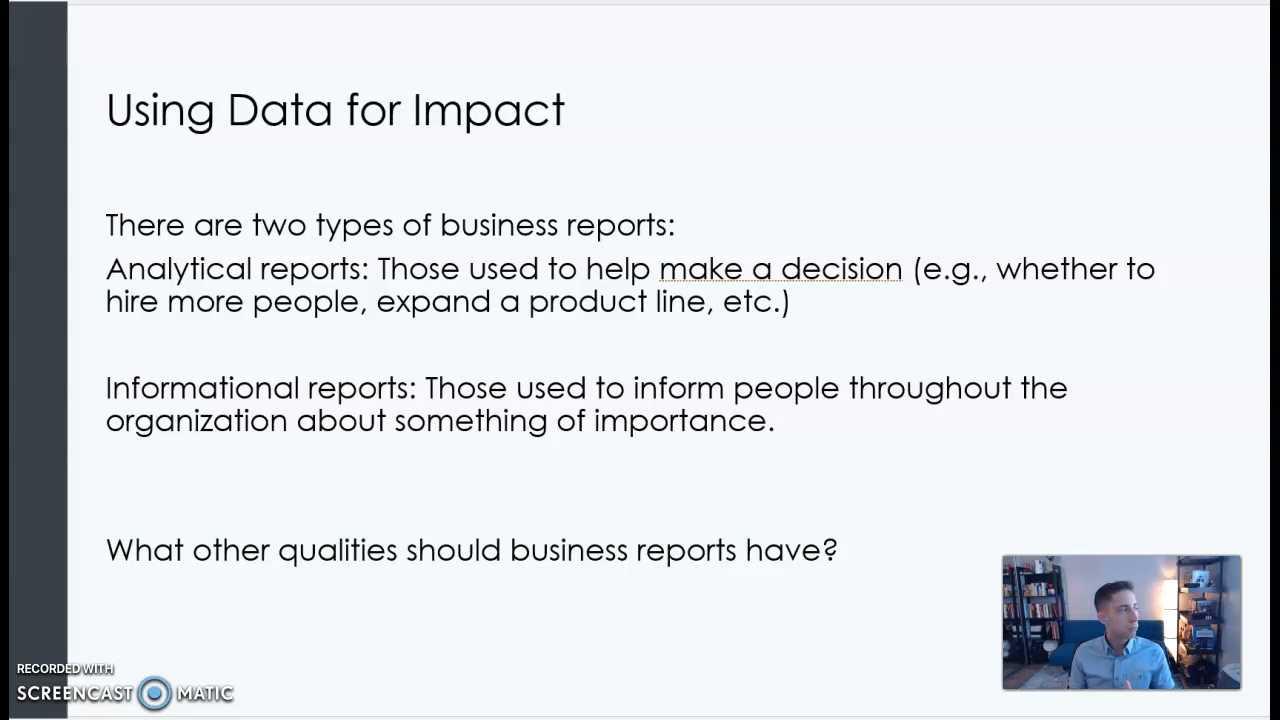 Using Data for Impact
There are two types of business reports:
Analytical reports: Those used to help make a decision (e.g., whether to
hire more people, expand a product line, etc.)
Informational reports: Those used to inform people throughout the
organization about something of importance.
What other qualities should business reports have?
RECORDED WITH
SCREENCAST MATIC